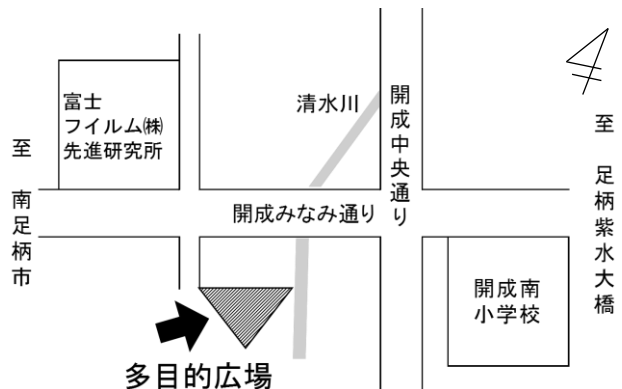 富士
フイルム㈱
先進研究所
清水川
開成中央通り
至 南足柄市
至 足柄紫水大橋
開成みなみ通り
開成南
小学校
多目的広場